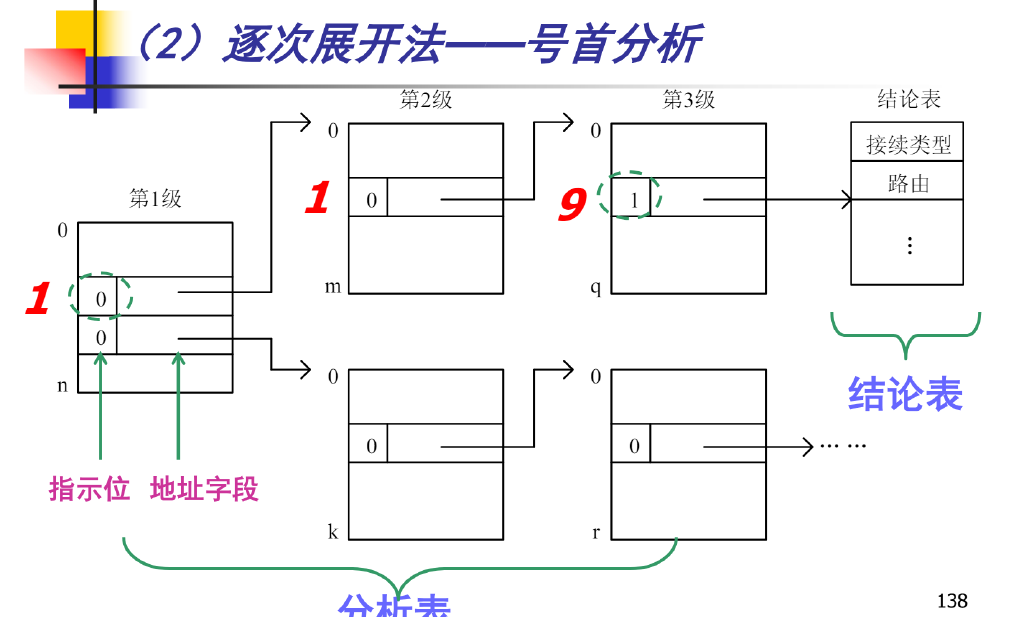 （2）逐次展开法——号首分析
第2级
第3级
结论表
0
0
接续类型
1
0
9
1
路由
第1级
0
⋮
m
q
1
0
0
n
0
0
结论表
0
0
…… 
指示位 地址字段
k
r
分析表
138